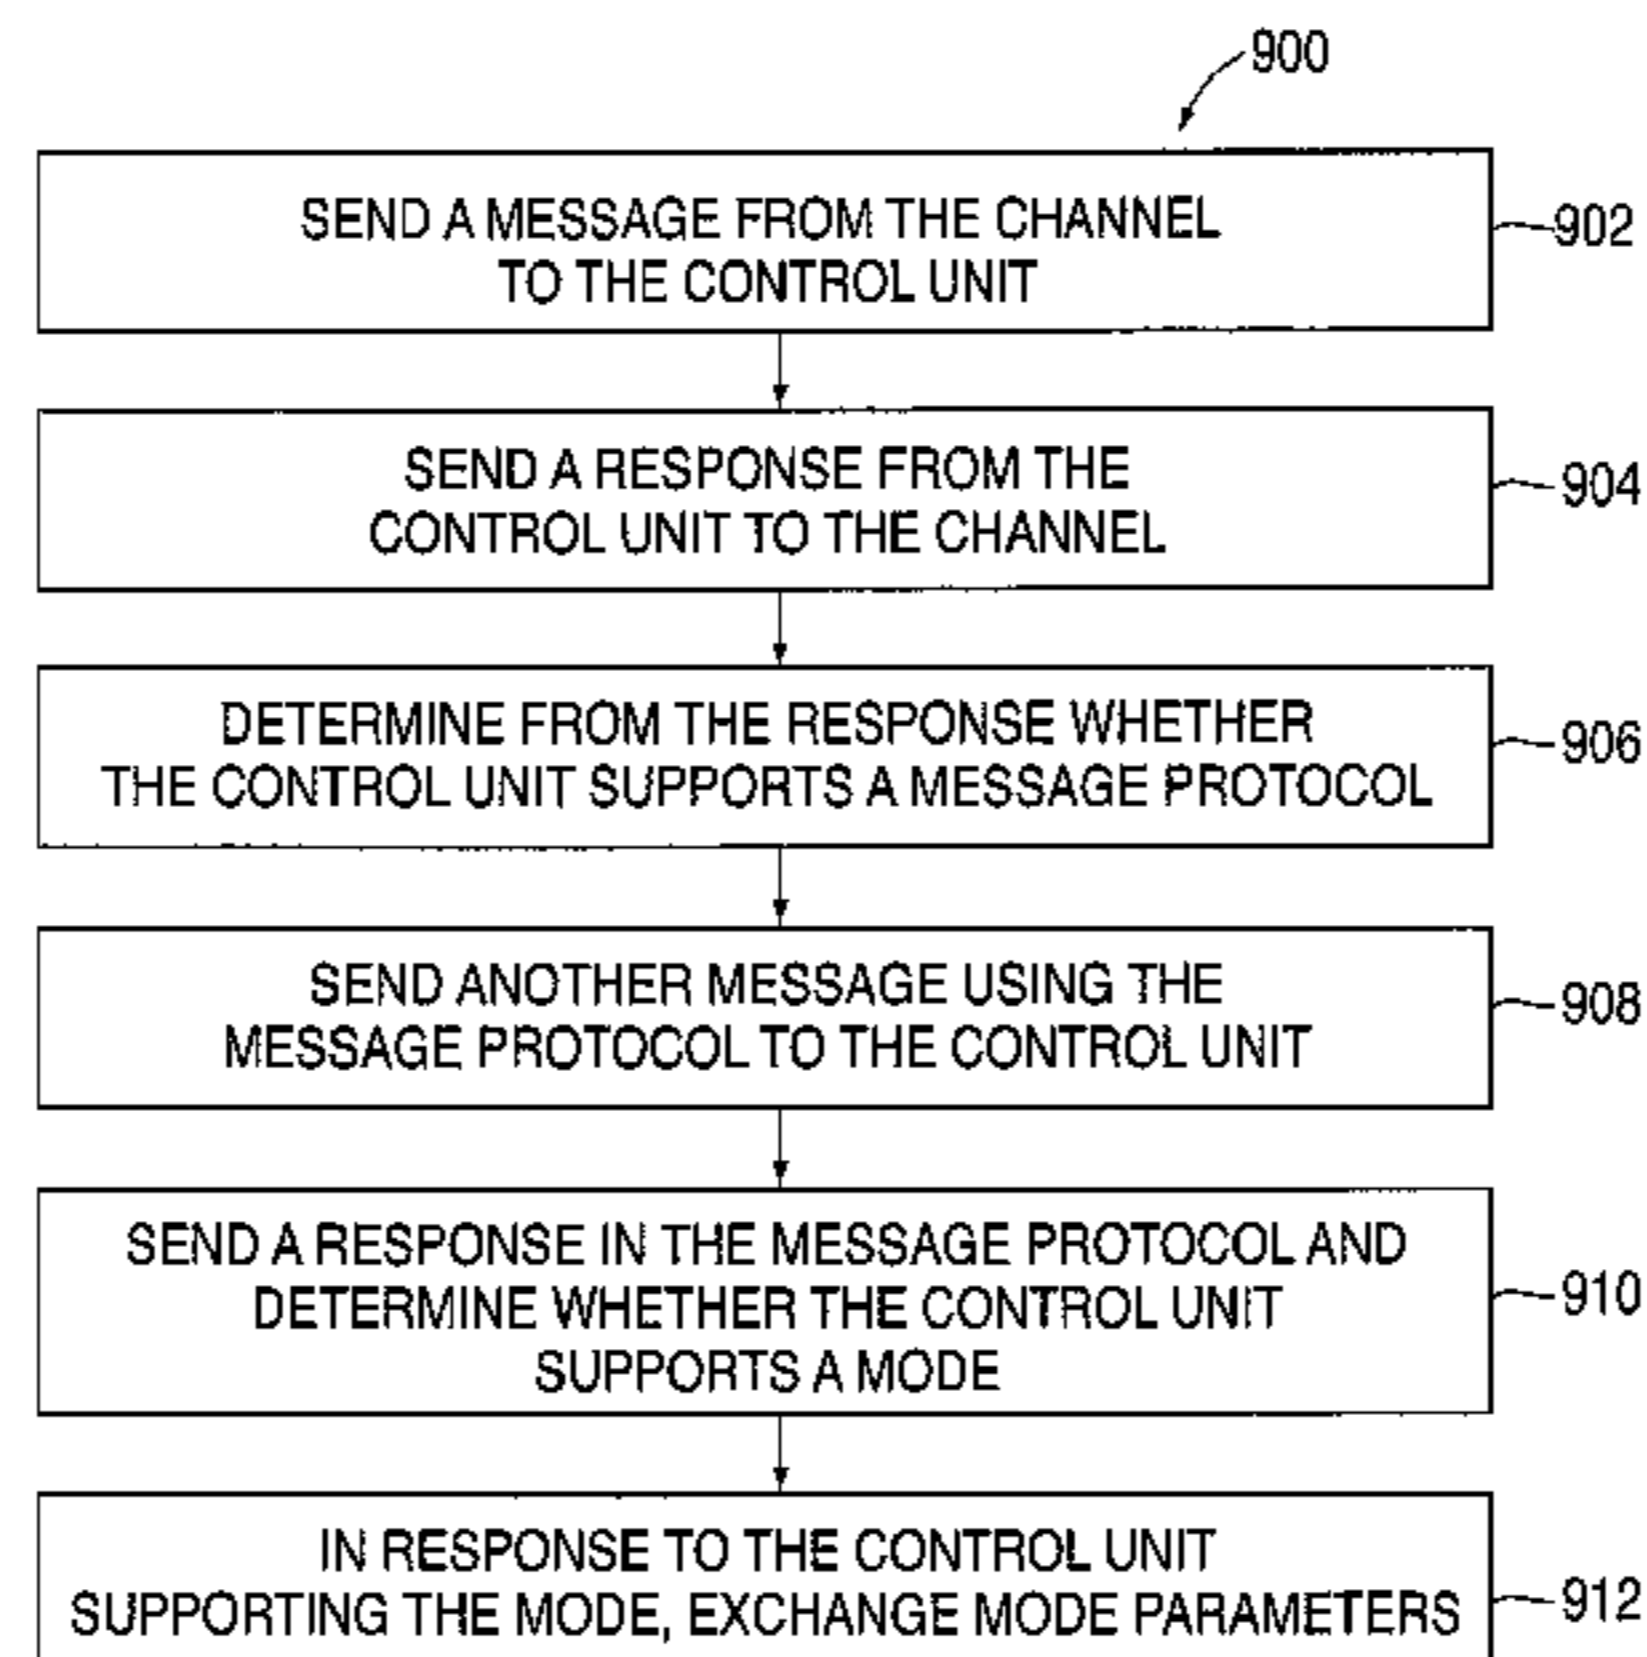 900
SEND A MESSAGE FROM THE CHANNEL
TO THE CONTROL UNIT
902
SEND A RESPONSE FROM THE
CONTROL UNIT TO THE CHANNEL
904
DETERMINE FROM THE RESPONSE WHETHER
THE CONTROL UNIT SUPPORTS A MESSAGE PROTOCOL
906
SEND ANOTHER MESSAGE USING THE
MESSAGE PROTOCOL TO THE CONTROL UNIT
908
SEND A RESPONSE IN THE MESSAGE PROTOCOL AND
DETERMINE WHETHER THE CONTROL UNIT
SUPPORTS A MODE
910
IN RESPONSE TO THE CONTROL UNIT
SUPPORTING THE MODE, EXCHANGE MODE PARAMETERS
912